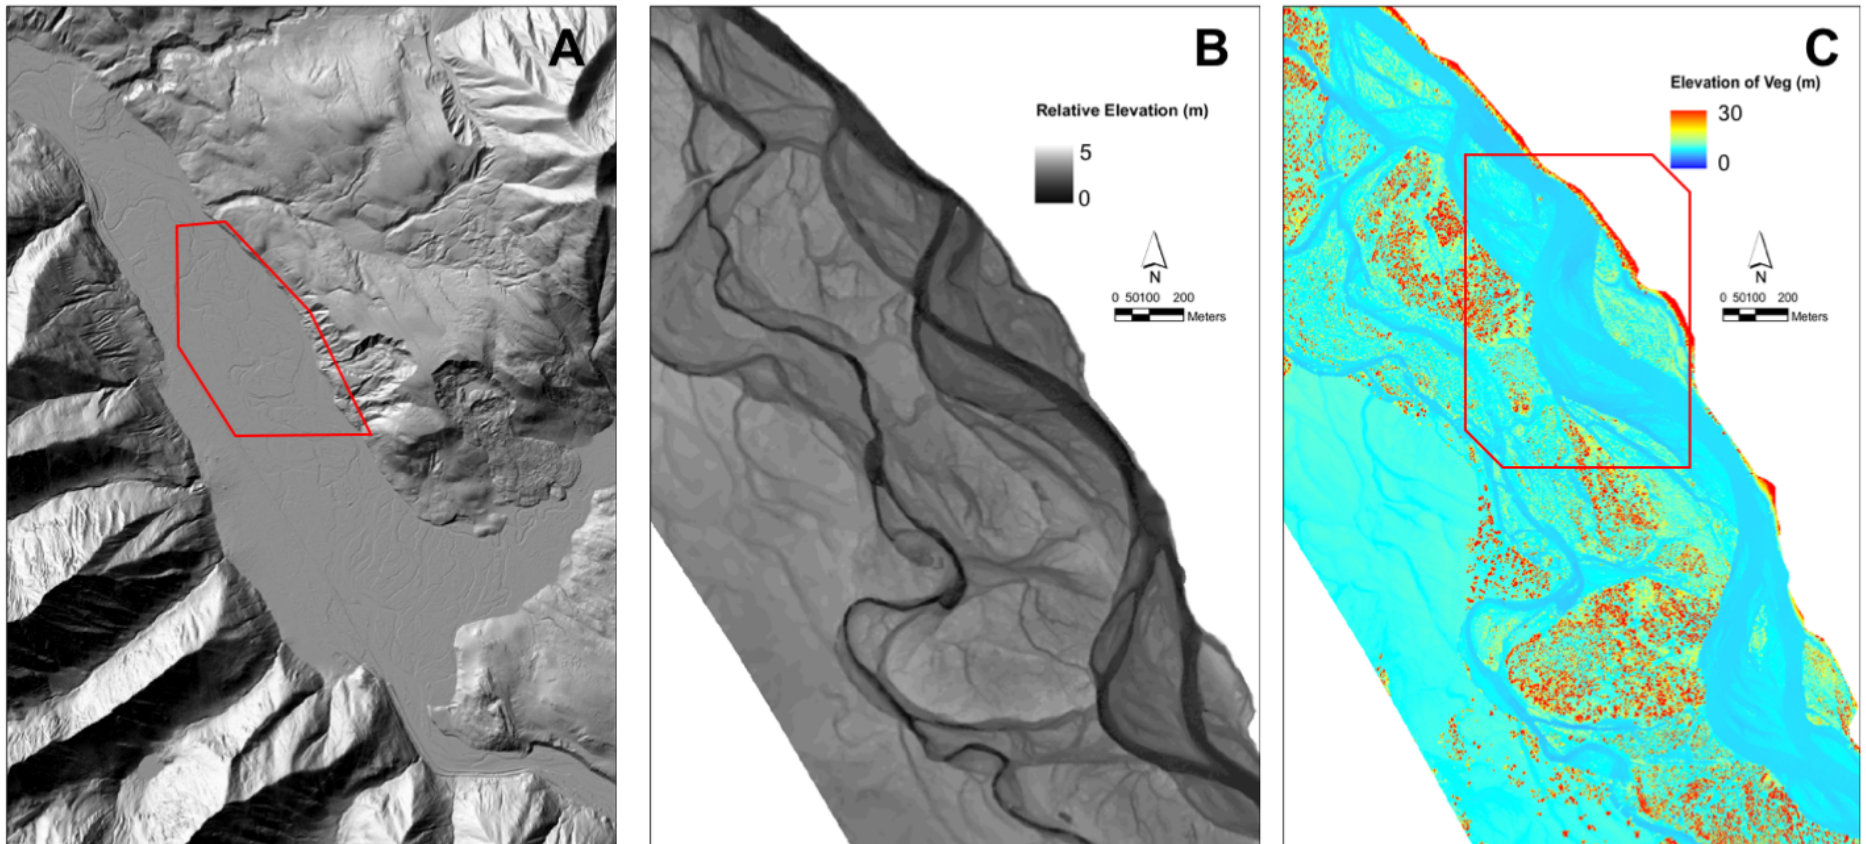 A
B
Relative Elevation (m)
5
0
N
0 50100 200
Meters
C
Elevation of Veg (m)
30
0
N
0 50100 200
Meters